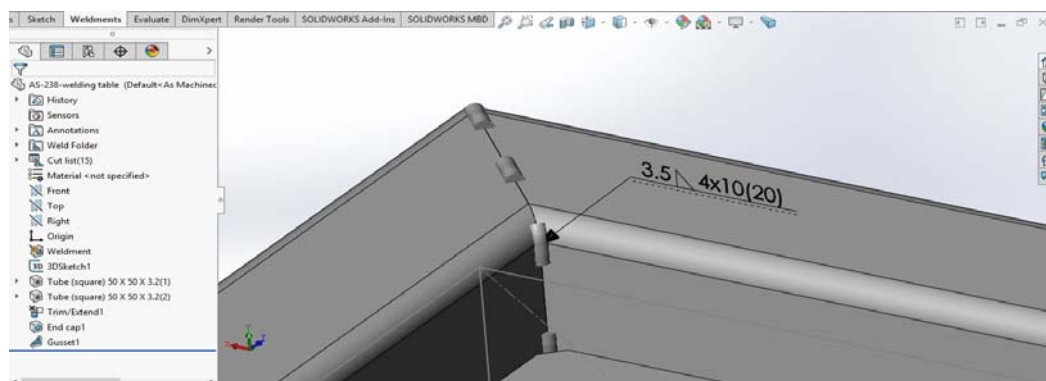 Sketch
Weldments
Evaluate
DimXpert
Render Tools
SOLIDWORKS Add-Ins
SOLIDWORKS MBD
AS-238-welding table (Default<As Machinec
History
Sensors
Annotations
Weld Folder
Cut list(15)
Material <not specified>
Front
Top
Right
Origin
Weldment
3D 3DSketch1
Tube (square) 50 X 50 X 3.2(1)
Tube (square) 50 X 50 X 3.2(2)
Trim/Extend1
End cap1
Gusset1
3.5 4x10(20)